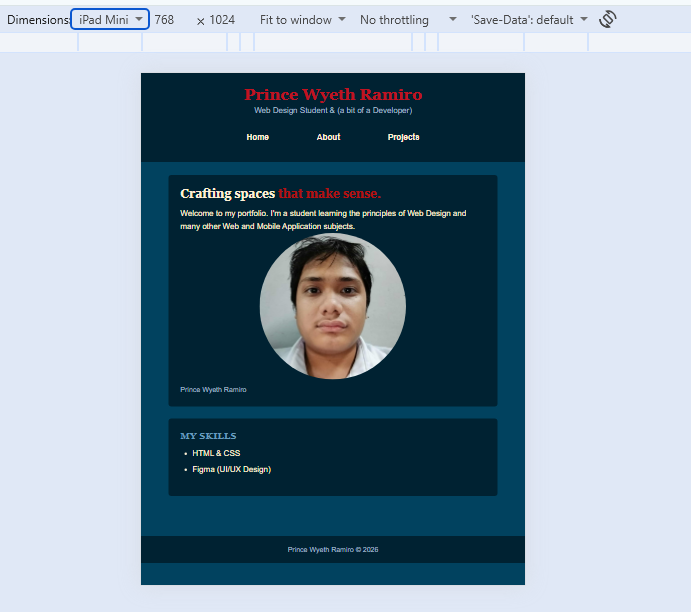 Dimensions: iPad Mini 768 × 1024 Fit to window No throttling 'Save-Data': default
Prince Wyeth Ramiro
Web Design Student & (a bit of a Developer)
Home About Projects
Crafting spaces that make sense.
Welcome to my portfolio. I'm a student learning the principles of Web Design and
many other Web and Mobile Application subjects.
Prince Wyeth Ramiro
MY SKILLS
• HTML & CSS
• Figma (UI/UX Design)
Prince Wyeth Ramiro © 2026